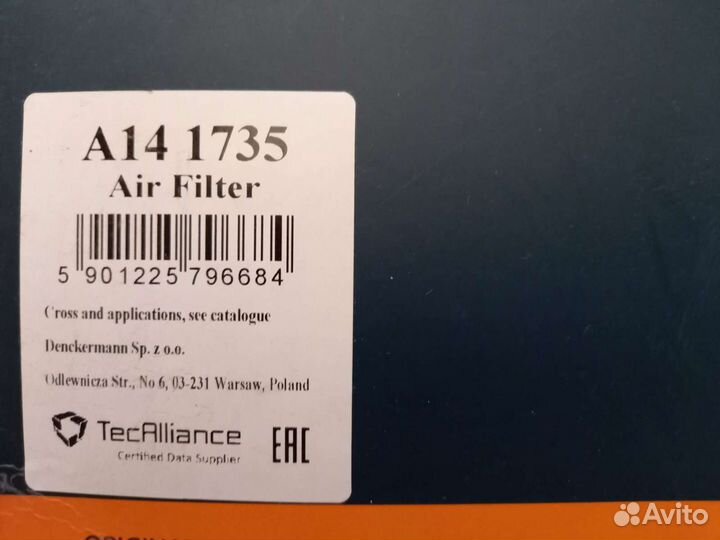 A14 1735
Air Filter
5 901225 796684
Cross and applications, see catalogue
Denckermann Sp. z o.o.
Odlewnicza Str., No 6, 03-231 Warsaw, Poland
TecAlliance
Certified Data Supplier
EAC
Avito